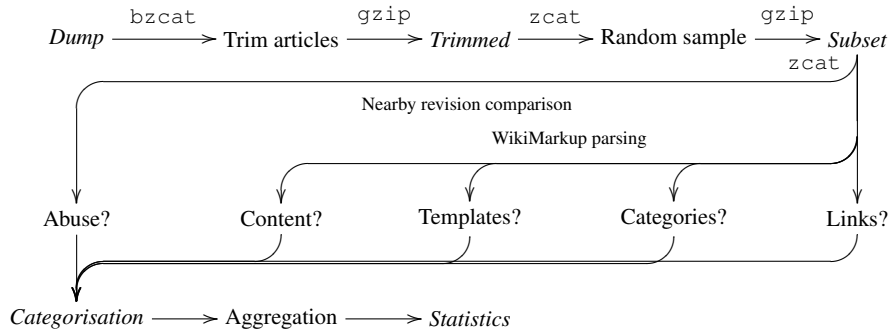 bzcat gzip zcat gzip
Dump Trim articles Trimmed Random sample Subset
zcat
Nearby revision comparison
WikiMarkup parsing
Abuse? Content? Templates? Categories? Links?
Categorisation Aggregation Statistics